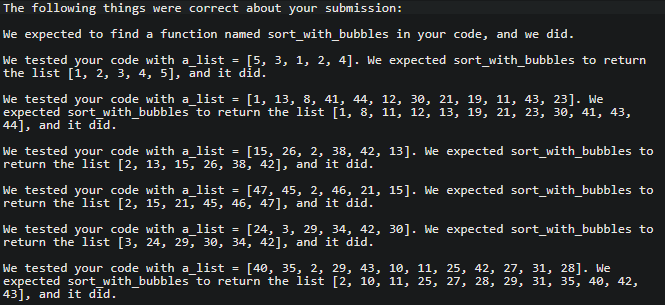 The following things were correct about your submission:
We expected to find a function named sort_with_bubbles in your code, and we did.
We tested your code with a_list = [5, 3, 1, 2, 4]. We expected sort_with_bubbles to return
the list [1, 2, 3, 4, 5], and it did.
We tested your code with a_list = [1, 13, 8, 41, 44, 12, 30, 21, 19, 11, 43, 23]. We
expected sort_with_bubbles to return the list [1, 8, 11, 12, 13, 19, 21, 23, 30, 41, 43,
44], and it did.
We tested your code with a_list = [15, 26, 2, 38, 42, 13]. We expected sort_with_bubbles to
return the list [2, 13, 15, 26, 38, 42], and it did.
We tested your code with a_list = [47, 45, 2, 46, 21, 15]. We expected sort_with_bubbles to
return the list [2, 15, 21, 45, 46, 47], and it did.
We tested your code with a_list = [24, 3, 29, 34, 42, 30]. We expected sort_with_bubbles to
return the list [3, 24, 29, 30, 34, 42], and it did.
We tested your code with a_list = [40, 35, 2, 29, 43, 10, 11, 25, 42, 27, 31, 28]. We
expected sort_with_bubbles to return the list [2, 10, 11, 25, 27, 28, 29, 31, 35, 40, 42,
43], and it did.